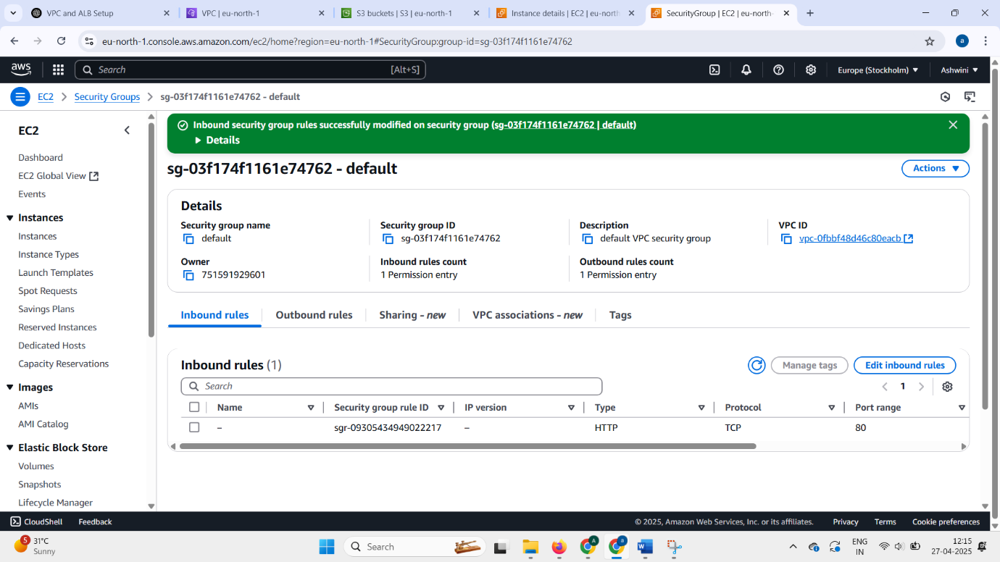 VPC and ALB Setup
VPC | eu-north-1
S3 buckets | S3 | eu-north-1
Instance details | EC2 | eu-north
SecurityGroup | EC2 | eu-north-
eu-north-1.console.aws.amazon.com/ec2/home?region=eu-north-1#SecurityGroup:group-id=sg-03f174f1161e74762
a
aws
Search
[Alt+S]
Europe (Stockholm)
Ashwini
EC2
Security Groups
sg-03f174f1161e74762 - default
EC2
Dashboard
EC2 Global View
Events
Instances
Instances
Instance Types
Launch Templates
Spot Requests
Savings Plans
Reserved Instances
Dedicated Hosts
Capacity Reservations
Images
AMIs
AMI Catalog
Elastic Block Store
Volumes
Snapshots
Lifecycle Manager
Inbound security group rules successfully modified on security group (sg-03f174f1161e74762 | default)
Details
sg-03f174f1161e74762 - default
Actions
Details
Security group name
default
Security group ID
sg-03f174f1161e74762
Description
default VPC security group
VPC ID
vpc-0fbbf48d46c80eacb
Owner
751591929601
Inbound rules count
1 Permission entry
Outbound rules count
1 Permission entry
Inbound rules
Outbound rules
Sharing - new
VPC associations - new
Tags
Inbound rules (1)
Manage tags
Edit inbound rules
Search
1
Name
Security group rule ID
IP version
Type
Protocol
Port range
–
sgr-09305434949022217
–
HTTP
TCP
80
CloudShell
Feedback
© 2025, Amazon Web Services, Inc. or its affiliates.
Privacy
Terms
Cookie preferences
5
31°C
Sunny
Search
A
a
ENG
IN
12:15
27-04-2025